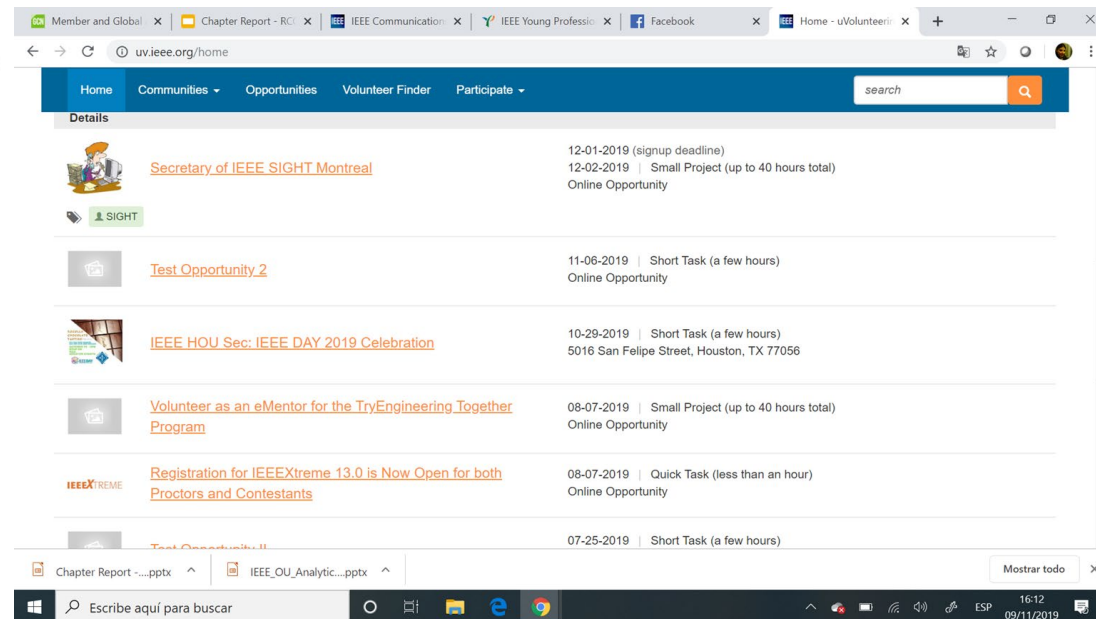 Member and Global
Chapter Report - RC
IEEE Communication
IEEE Young Professio
Facebook
Home - uVolunteerin
uv.ieee.org/home
Home Communities Opportunities Volunteer Finder Participate search
Details
Secretary of IEEE SIGHT Montreal
12-01-2019 (signup deadline)
12-02-2019 | Small Project (up to 40 hours total)
Online Opportunity
SIGHT
Test Opportunity 2
11-06-2019 | Short Task (a few hours)
Online Opportunity
IEEE HOU Sec: IEEE DAY 2019 Celebration
10-29-2019 | Short Task (a few hours)
5016 San Felipe Street, Houston, TX 77056
Volunteer as an eMentor for the TryEngineering Together
Program
08-07-2019 | Small Project (up to 40 hours total)
Online Opportunity
IEEEXTREME
Registration for IEEEXtreme 13.0 is Now Open for both
Proctors and Contestants
08-07-2019 | Quick Task (less than an hour)
Online Opportunity
Test Opportunity II
07-25-2019 | Short Task (a few hours)
Chapter Report -....pptx
IEEE_OU_Analytic....pptx
Mostrar todo
Escribe aquí para buscar
ESP
16:12
09/11/2019